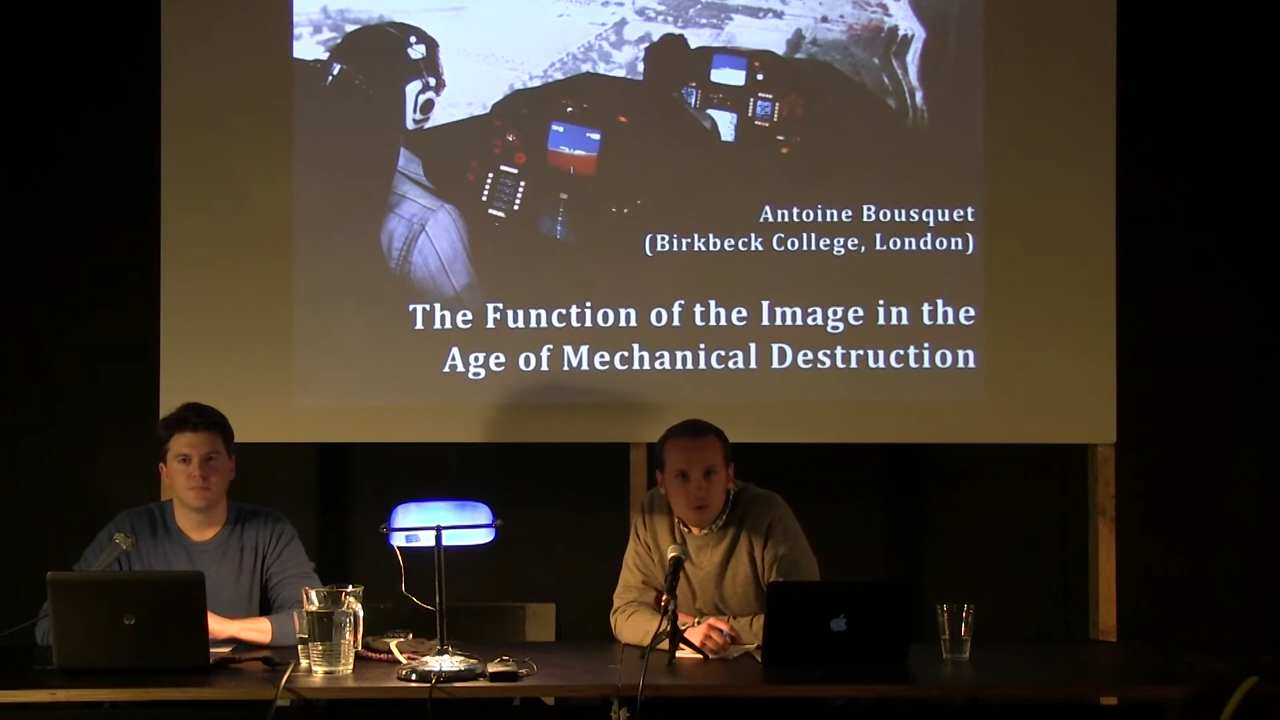 Antoine Bousquet
(Birkbeck College, London)
The Function of the Image in the
Age of Mechanical Destruction